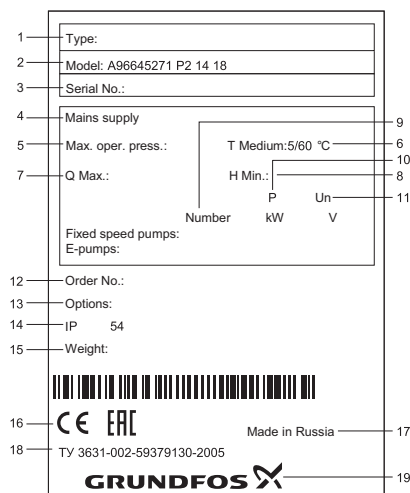 1 Type:
2 Model: A96645271 P2 14 18
3 Serial No.:
9
4 Mains supply
5 Max. oper. press.: T Medium:5/60 °C 6
10
7 Q Max.: H Min.: 8
P Un 11
Number kW V
Fixed speed pumps:
E-pumps:
12 Order No.:
13 Options:
14 IP 54
15 Weight:
16 CE EAC Made in Russia 17
18 ТУ 3631-002-59379130-2005
GRUNDFOS 19